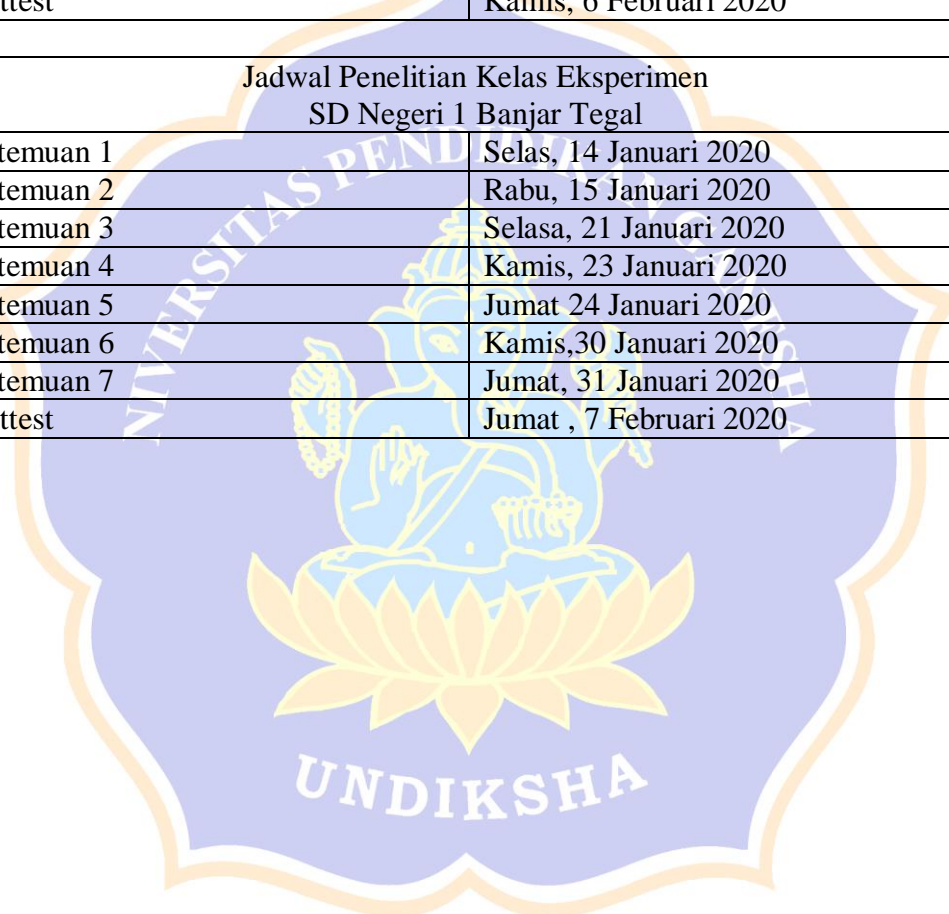 ttest Kamis, 6 Februari 2020
Jadwal Penelitian Kelas Eksperimen
SD Negeri 1 Banjar Tegal
temuan 1 Selas, 14 Januari 2020
temuan 2 Rabu, 15 Januari 2020
temuan 3 Selasa, 21 Januari 2020
temuan 4 Kamis, 23 Januari 2020
temuan 5 Jumat 24 Januari 2020
temuan 6 Kamis,30 Januari 2020
temuan 7 Jumat, 31 Januari 2020
ttest Jumat , 7 Februari 2020
NIVERSITAS PENDIDIKAN GANESHA
UNDIKSHA